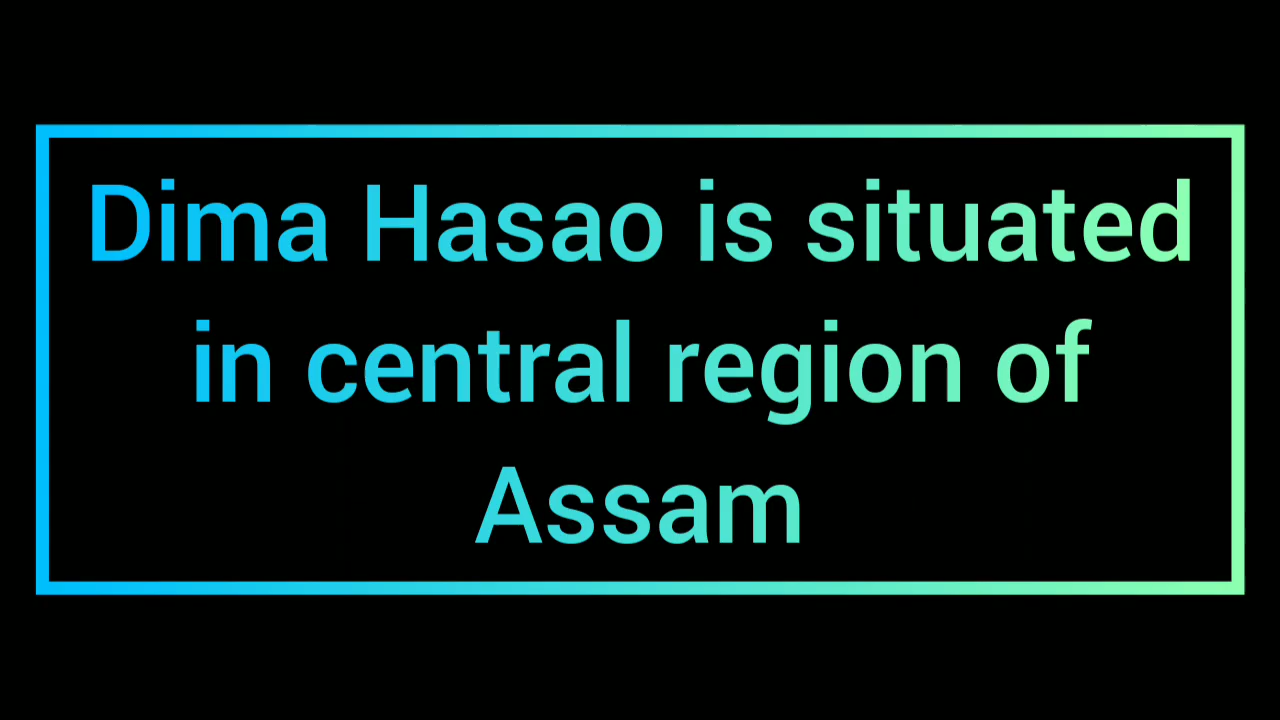 Dima Hasao is situated
in central region of
Assam